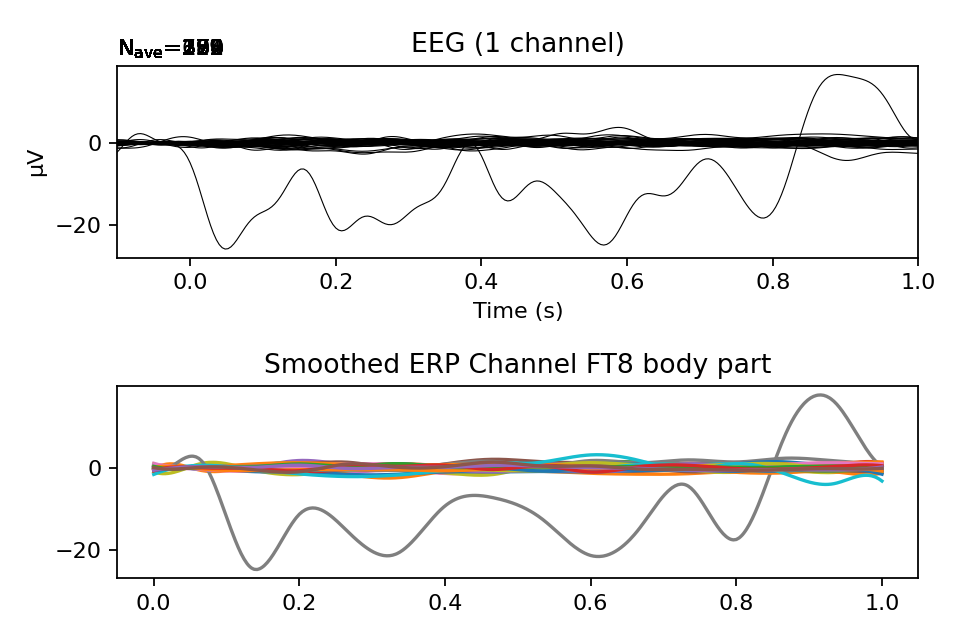 EEG (1 channel)
Nave=
µV
0
−20
0.0 0.2 0.4 0.6 0.8 1.0
Time (s)
Smoothed ERP Channel FT8 body part
0
−20
0.0 0.2 0.4 0.6 0.8 1.0